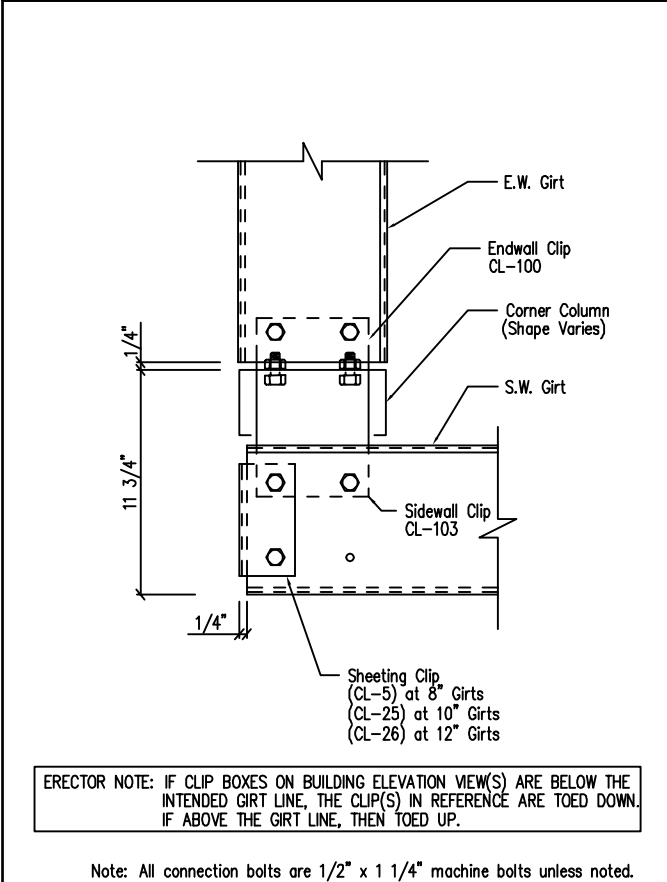 E.W. Girt
Endwall Clip
CL-100
Corner Column
(Shape Varies)
1/4"
S.W. Girt
11 3/4"
Sidewall Clip
CL-103
1/4"
Sheeting Clip
(CL-5) at 8" Girts
(CL-25) at 10" Girts
(CL-26) at 12" Girts
ERECTOR NOTE: IF CLIP BOXES ON BUILDING ELEVATION VIEW(S) ARE BELOW THE
INTENDED GIRT LINE, THE CLIP(S) IN REFERENCE ARE TOED DOWN.
IF ABOVE THE GIRT LINE, THEN TOED UP.
Note: All connection bolts are 1/2" x 1 1/4" machine bolts unless noted.